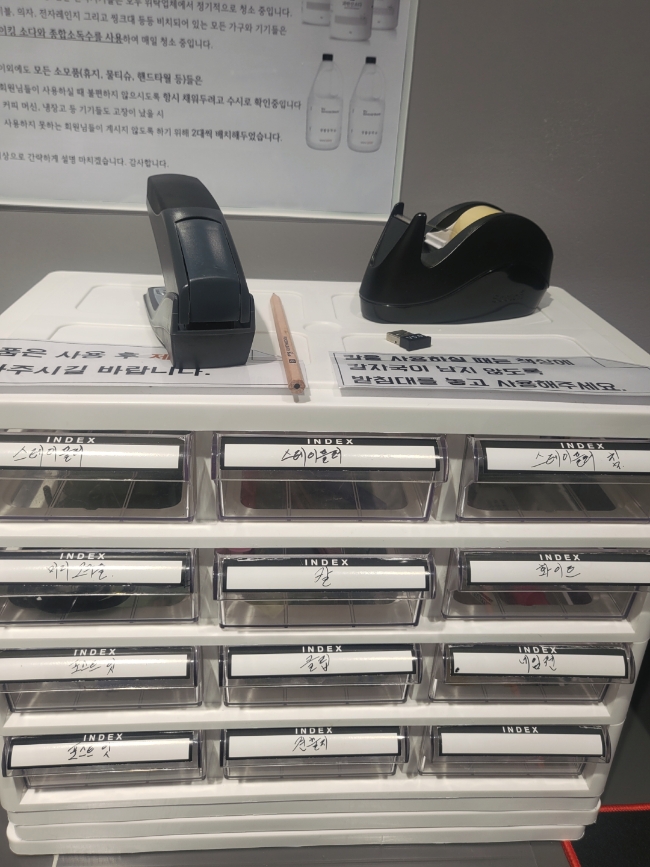 위탁업체에서 정기적으로 청소 중입니다.
의자, 전자레인지 그리고 씽크대 등등 비치되어 있는 모든 가구와 기기들은
킹 소다와 종합소독수를 사용하여 매일 청소 중입니다.
이외에도 모든 소모품(휴지, 물티슈, 핸드타월 등)들은
회원님들이 사용하실 때 불편하지 않으시도록 항시 채워두려고 수시로 확인중입니다
커피 머신, 냉장고 등 기기들도 고장이 났을 시
사용하지 못하는 회원님들이 계시지 않도록 하기 위해 2대씩 배치해두었습니다.
상으로 간략하게 설명 마치겠습니다. 감사합니다.
품은 사용 후 제
주시길 바랍니다.
칼을 사용하실 때는 책상에
칼자국이 남지 않도록
받침대를 놓고 사용해주세요.
INDEX
스테이플러
INDEX
스테이플러
INDEX
스테이플러 침
INDEX
INDEX
칼
INDEX
화이트
INDEX
포스트 잇
INDEX
클립
INDEX
네임펜
INDEX
포스트 잇
INDEX
건전지
INDEX